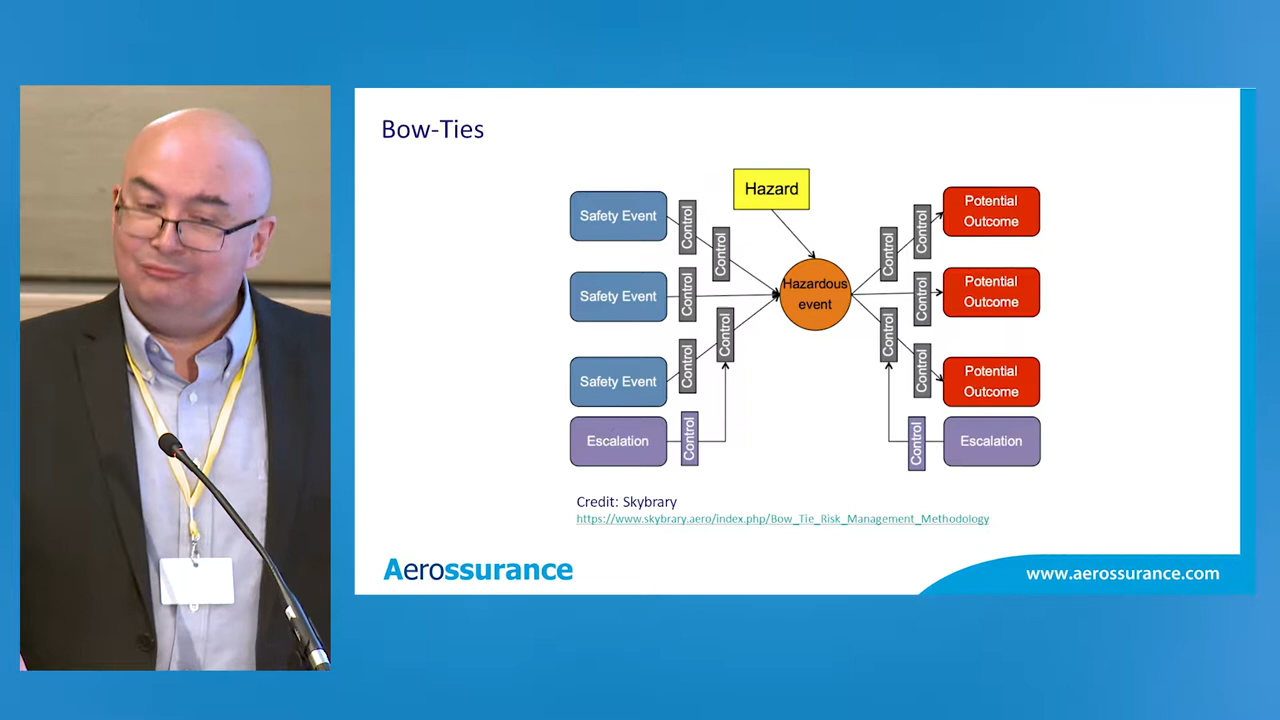 Bow-Ties
Hazard
Safety Event
Control
Control
Control
Control
Potential
Outcome
Hazardous
event
Safety Event
Control
Control
Potential
Outcome
Safety Event
Control
Control
Control
Control
Potential
Outcome
Escalation
Control
Control
Escalation
Credit: Skybrary
https://www.skybrary.aero/index.php/Bow_Tie_Risk_Management_Methodology
Aerossurance
www.aerossurance.com